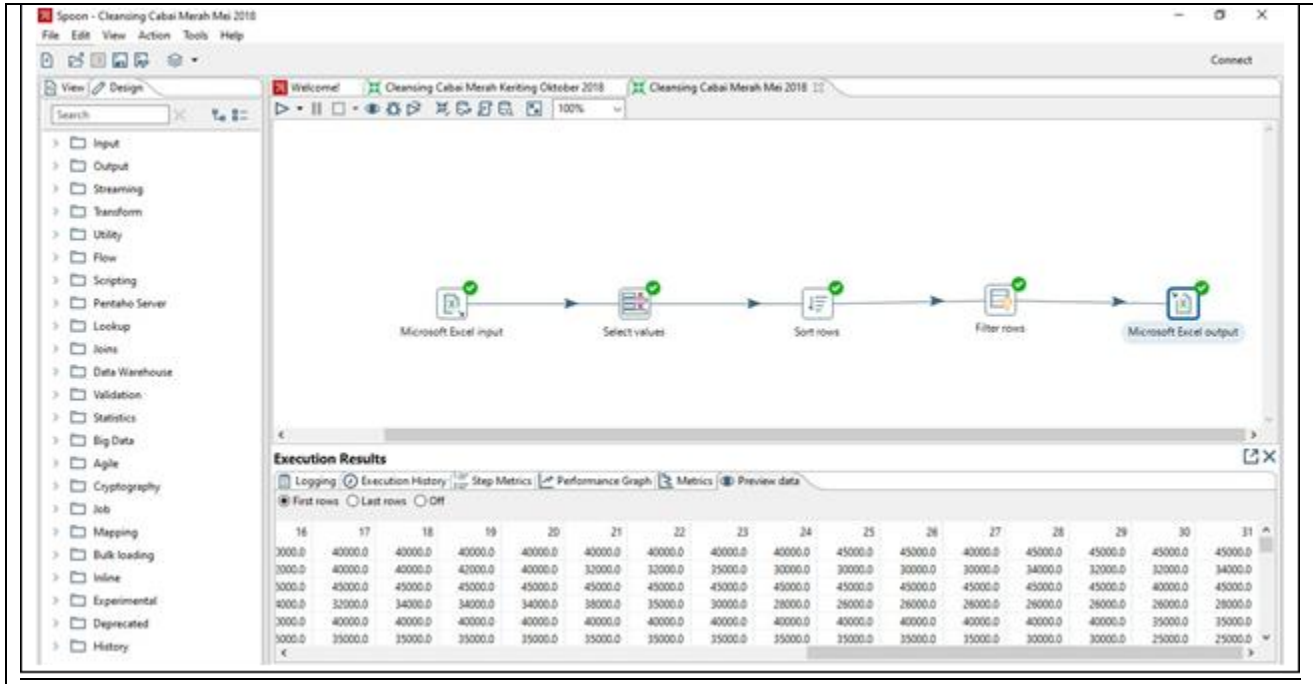 Spoon - Cleansing Cabai Merah Mei 2018
File Edit View Action Tools Help
Connect
View Design
Search
Input
Output
Streaming
Transform
Utility
Flow
Scripting
Pentaho Server
Lookup
Joins
Data Warehouse
Validation
Statistics
Big Data
Agile
Cryptography
Job
Mapping
Bulk loading
Inline
Experimental
Deprecated
History
Welcome! Cleansing Cabai Merah Keriting Oktober 2018 Cleansing Cabai Merah Mei 2018
100%
Microsoft Excel input
Select values
Sort rows
Filter rows
Microsoft Excel output
Execution Results
Logging Execution History Step Metrics Performance Graph Metrics Preview data
First rows Last rows Off
16 17 18 19 20 21 22 23 24 25 26 27 28 29 30 31
40000.0 40000.0 40000.0 40000.0 40000.0 40000.0 40000.0 40000.0 45000.0 45000.0 40000.0 45000.0 45000.0 45000.0 45000.0
40000.0 40000.0 42000.0 40000.0 32000.0 32000.0 25000.0 30000.0 30000.0 30000.0 30000.0 34000.0 32000.0 32000.0 34000.0
45000.0 45000.0 45000.0 45000.0 45000.0 45000.0 45000.0 45000.0 45000.0 45000.0 45000.0 45000.0 45000.0 40000.0 45000.0
32000.0 34000.0 34000.0 34000.0 38000.0 35000.0 30000.0 28000.0 26000.0 26000.0 26000.0 26000.0 26000.0 26000.0 28000.0
40000.0 40000.0 40000.0 40000.0 40000.0 40000.0 40000.0 40000.0 40000.0 40000.0 40000.0 40000.0 40000.0 35000.0 35000.0
35000.0 35000.0 35000.0 35000.0 35000.0 35000.0 35000.0 35000.0 35000.0 35000.0 35000.0 30000.0 30000.0 25000.0 25000.0